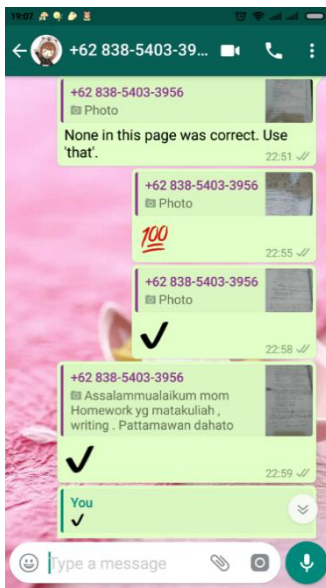 19:07
+62 838-5403-39...
+62 838-5403-3956
Photo
None in this page was correct. Use
'that'.
22:51
+62 838-5403-3956
Photo
💯
22:55
+62 838-5403-3956
Photo
✔
22:58
+62 838-5403-3956
Assalammualaikum mom
Homework yg matakuliah ,
writing . Pattamawan dahato
✔
22:59
You
✔
Type a message